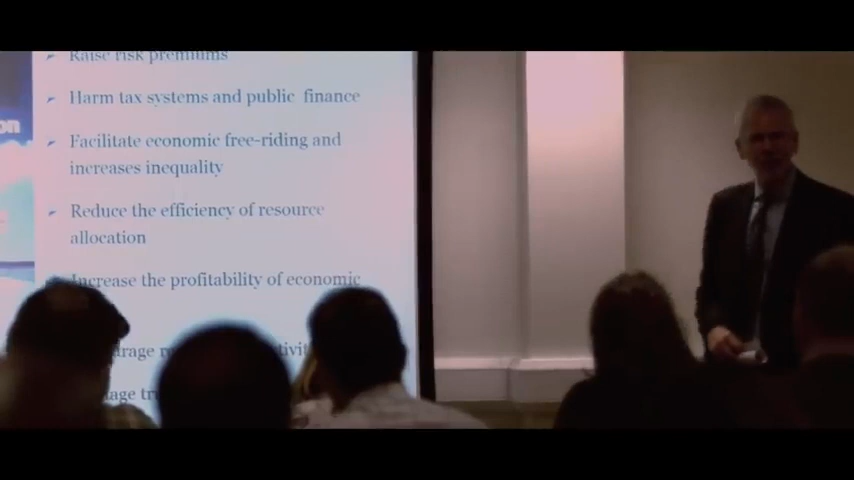 Raise risk premiums
Harm tax systems and public finance
Facilitate economic free-riding and
increases inequality
Reduce the efficiency of resource
allocation
Increase the profitability of economic
on